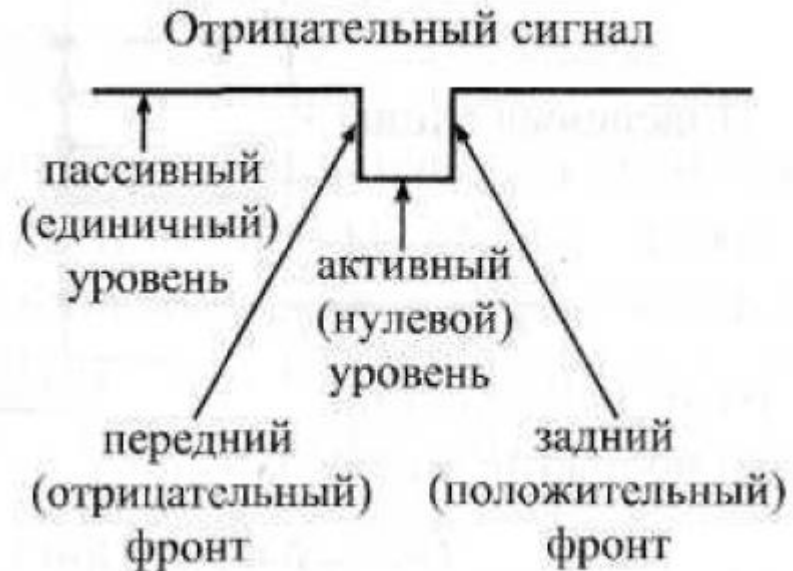 Отрицательный сигнал
пассивный
(единичный)
уровень
активный
(нулевой)
уровень
передний
(отрицательный)
фронт
задний
(положительный)
фронт